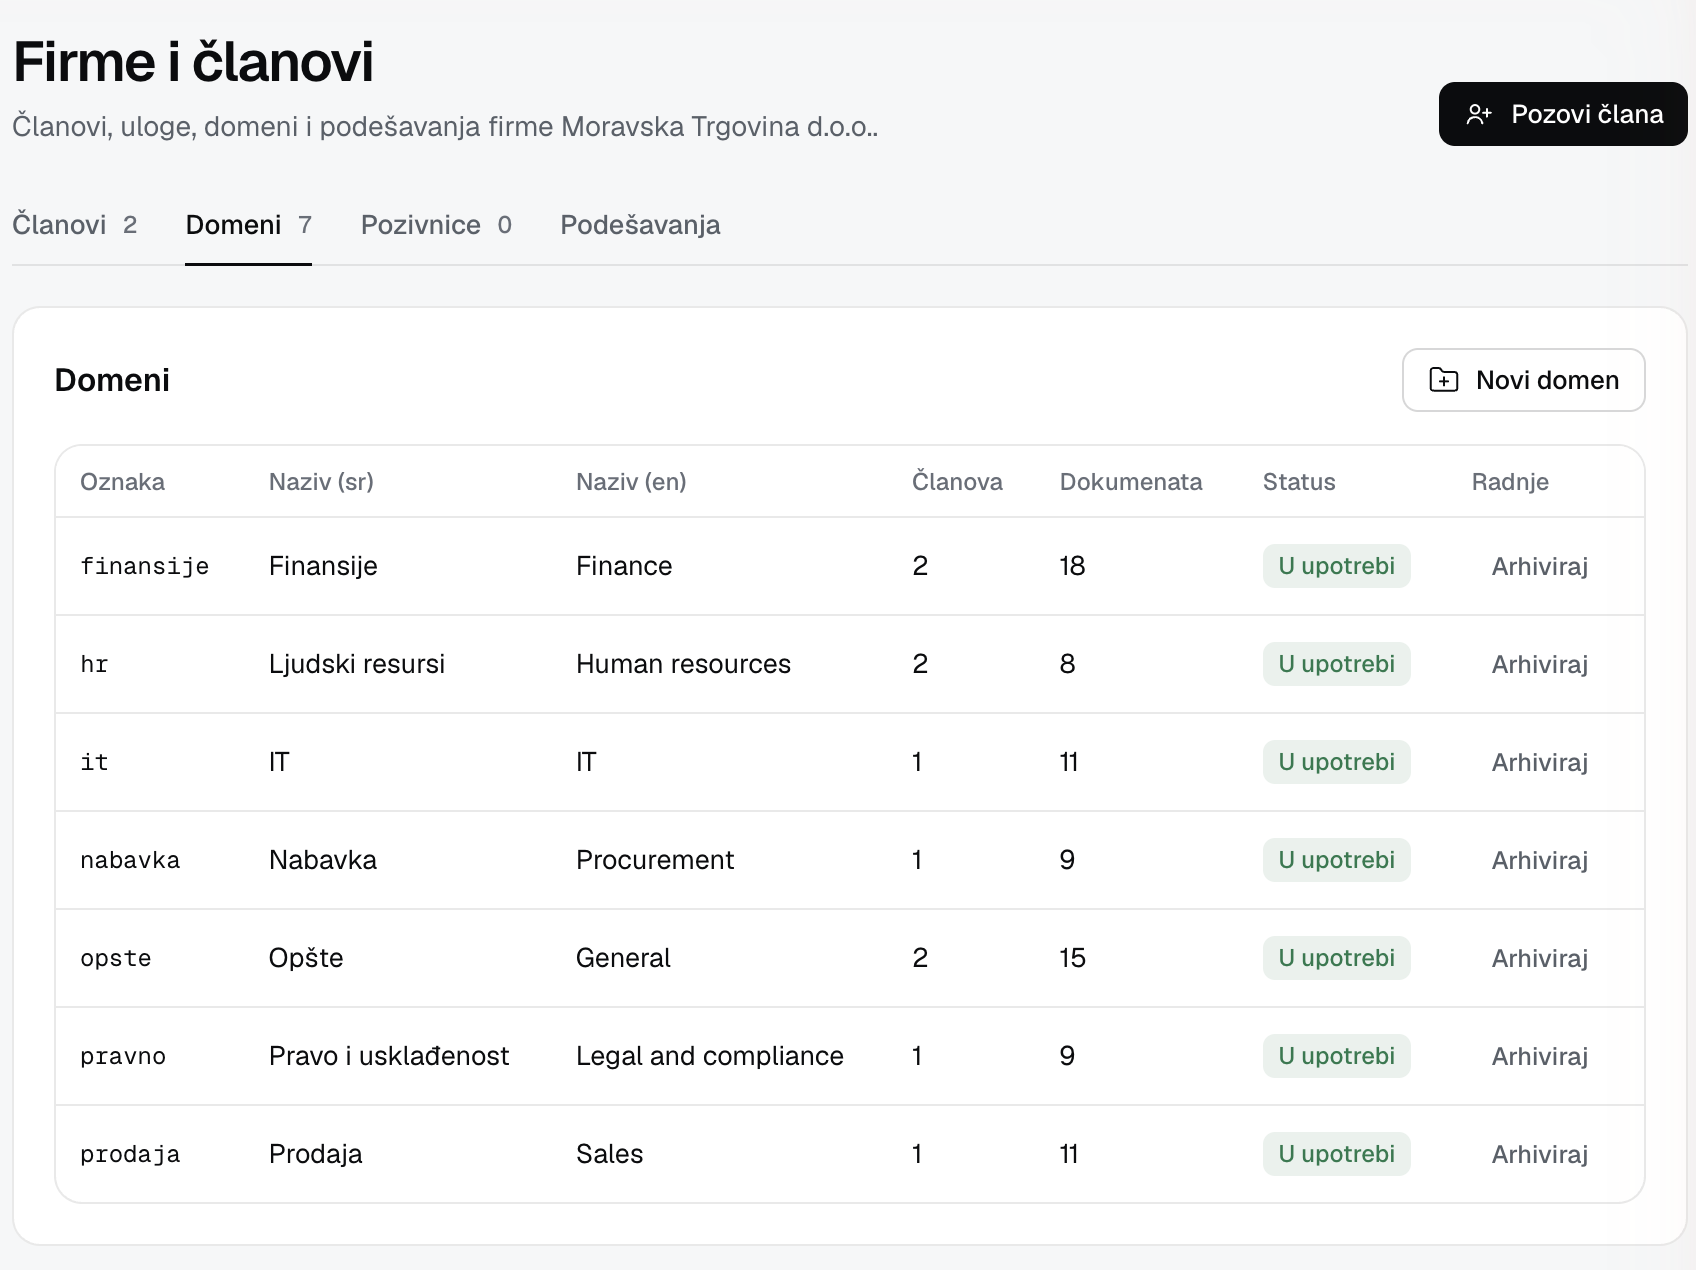 Firme i članovi
Članovi, uloge, domeni i podešavanja firme Moravska Trgovina d.o.o..
Pozovi člana
Članovi 2 Domeni 7 Pozivnice 0 Podešavanja
Domeni
Novi domen
Oznaka Naziv (sr) Naziv (en) Članova Dokumenata Status Radnje
finansije Finansije Finance 2 18 U upotrebi Arhiviraj
hr Ljudski resursi Human resources 2 8 U upotrebi Arhiviraj
it IT IT 1 11 U upotrebi Arhiviraj
nabavka Nabavka Procurement 1 9 U upotrebi Arhiviraj
opste Opšte General 2 15 U upotrebi Arhiviraj
pravno Pravo i usklađenost Legal and compliance 1 9 U upotrebi Arhiviraj
prodaja Prodaja Sales 1 11 U upotrebi Arhiviraj